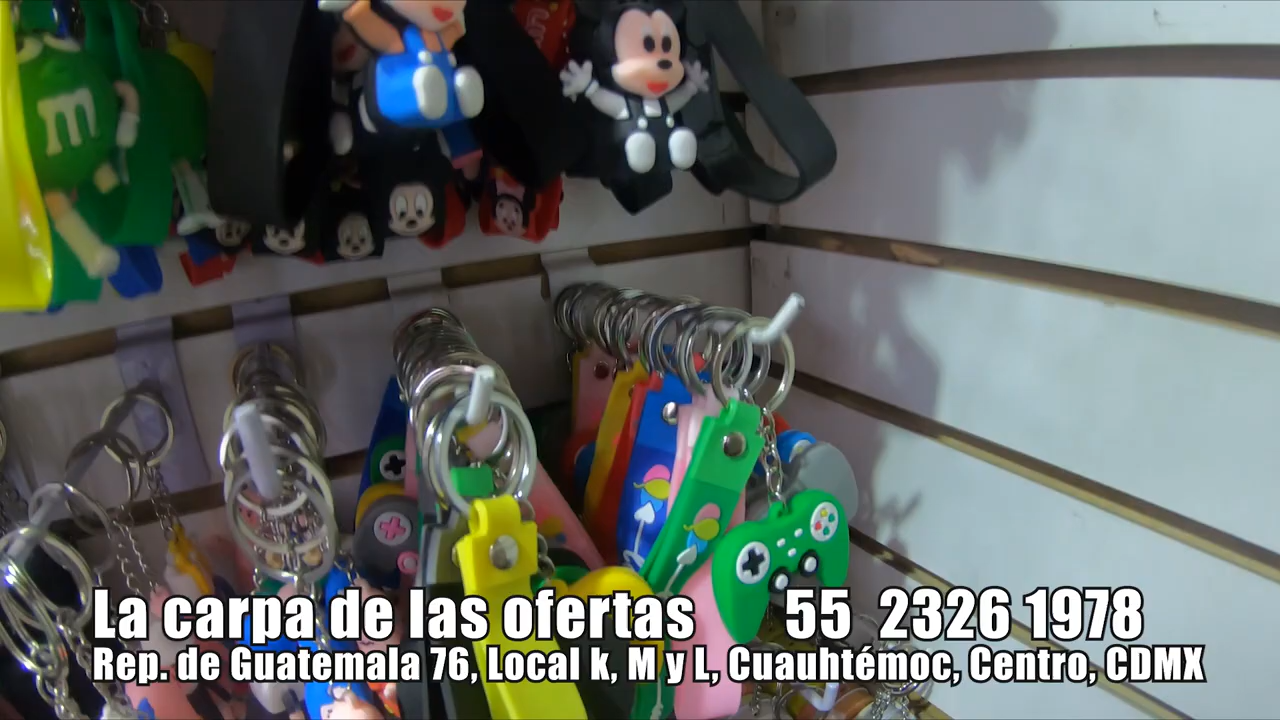 m
La carpa de las ofertas 55 2326 1978
Rep. de Guatemala 76, Local k, M y L, Cuauhtémoc, Centro, CDMX